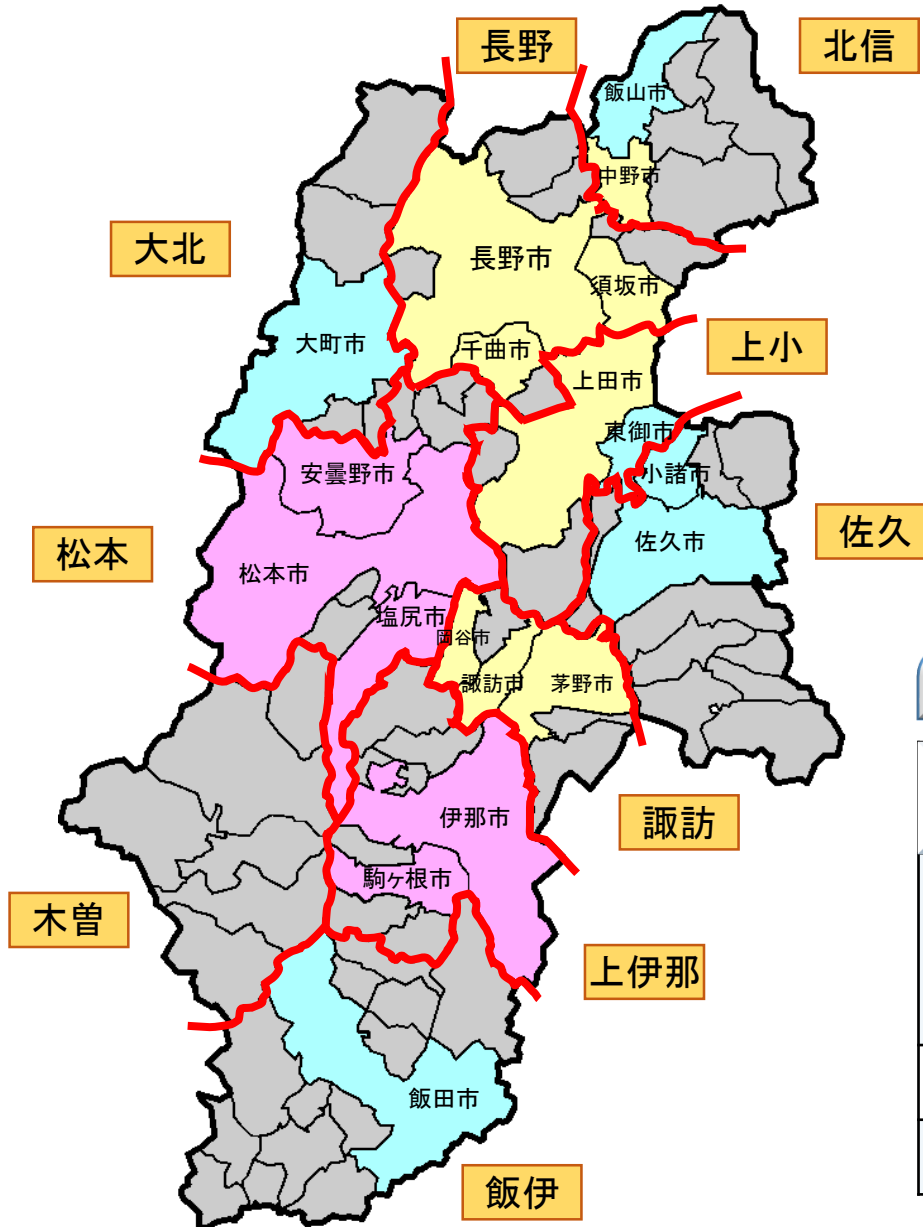 長野
北信
飯山市
中野市
大北
長野市
須坂市
大町市
千曲市
上小
上田市
東御市
安曇野市
小諸市
松本
佐久
佐久市
松本市
塩尻市
岡谷市
諏訪市
茅野市
伊那市
諏訪
駒ヶ根市
木曽
上伊那
飯田市
飯伊